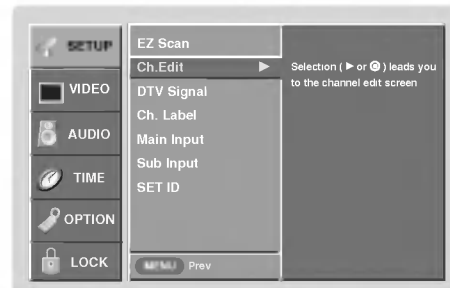 SETUP
VIDEO
AUDIO
TIME
OPTION
LOCK
EZ Scan
Ch.Edit ▶
DTV Signal
Ch. Label
Main Input
Sub Input
SET ID
MENU Prev
Selection ( ▶ or ◉ ) leads you
to the channel edit screen